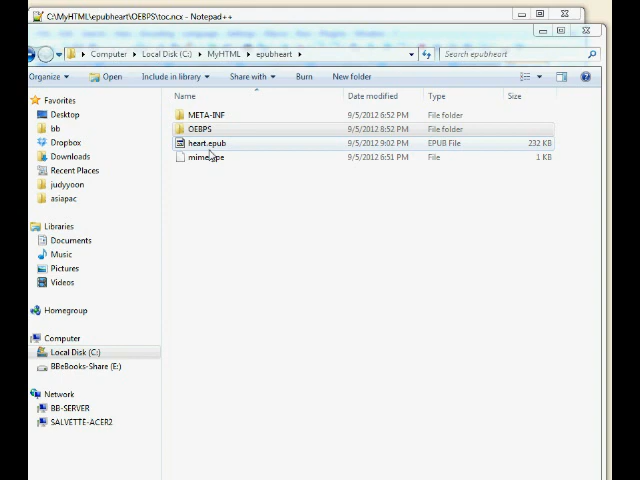 C:\MyHTML\epubheart\OEBPS\toc.ncx - Notepad++
Computer Local Disk (C:) MyHTML epubheart Search epubheart
Organize Open Include in library Share with Burn New folder
Name Date modified Type Size
Favorites
Desktop
bb
Dropbox
Downloads
Recent Places
judyyoon
asiapac
Libraries
Documents
Music
Pictures
Videos
Homegroup
Computer
Local Disk (C:)
BBeBooks-Share (E:)
Network
BB-SERVER
SALVETTE-ACER2
META-INF 9/5/2012 6:52 PM File folder
OEBPS 9/5/2012 8:52 PM File folder
heart.epub 9/5/2012 9:02 PM EPUB File 232 KB
mimetype 9/5/2012 6:51 PM File 1 KB